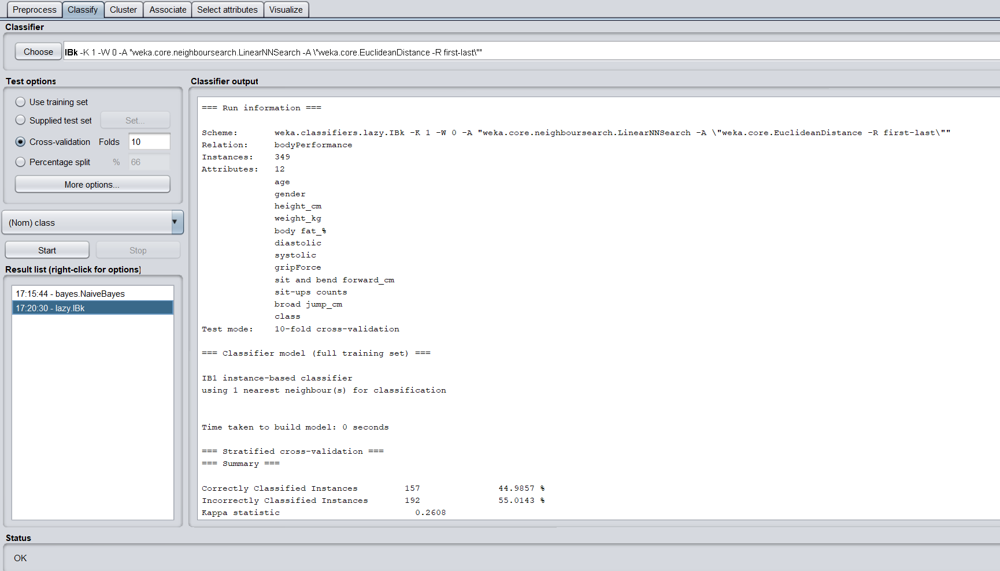 Preprocess Classify Cluster Associate Select attributes Visualize
Classifier
Choose IBk -K 1 -W 0 -A "weka.core.neighboursearch.LinearNNSearch -A \"weka.core.EuclideanDistance -R first-last\""
Test options
Use training set
Supplied test set Set...
Cross-validation Folds 10
Percentage split % 66
More options...
(Nom) class
Start Stop
Result list (right-click for options)
17:15:44 - bayes.NaiveBayes
17:20:30 - lazy.IBk
Classifier output
=== Run information ===
Scheme: weka.classifiers.lazy.IBk -K 1 -W 0 -A "weka.core.neighboursearch.LinearNNSearch -A \"weka.core.EuclideanDistance -R first-last\""
Relation: bodyPerformance
Instances: 349
Attributes: 12
age
gender
height_cm
weight_kg
body fat_%
diastolic
systolic
gripForce
sit and bend forward_cm
sit-ups counts
broad jump_cm
class
Test mode: 10-fold cross-validation
=== Classifier model (full training set) ===
IB1 instance-based classifier
using 1 nearest neighbour(s) for classification
Time taken to build model: 0 seconds
=== Stratified cross-validation ===
=== Summary ===
Correctly Classified Instances 157 44.9857 %
Incorrectly Classified Instances 192 55.0143 %
Kappa statistic 0.2608
Status
OK